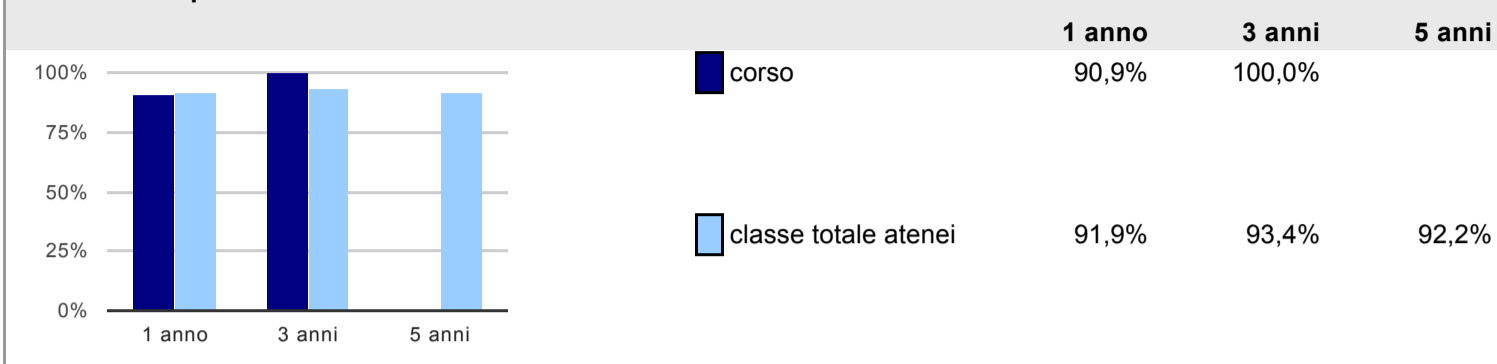 1 anno 3 anni 5 anni
100%
75%
50%
25%
0%
1 anno 3 anni 5 anni
corso 90,9% 100,0%
classe totale atenei 91,9% 93,4% 92,2%